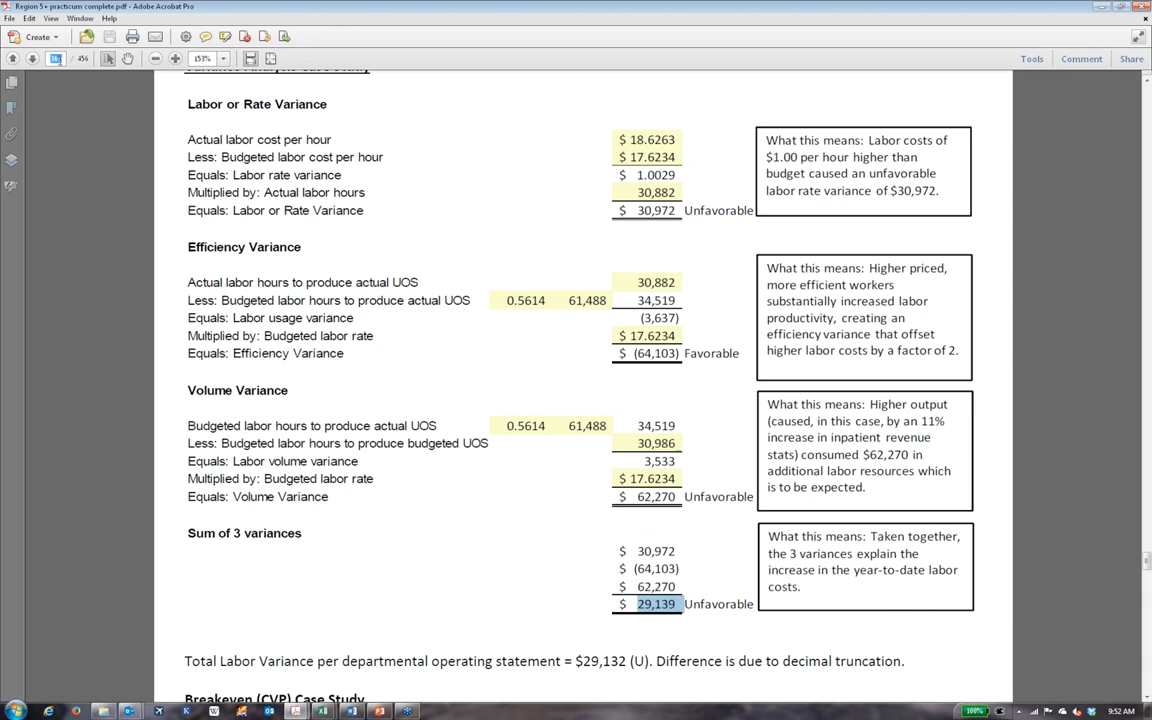 Region 5+ practicum complete.pdf - Adobe Acrobat Pro
File Edit View Window Help
Create
/ 456
153%
Tools Comment Share
Variance Analysis Case Study
Labor or Rate Variance
Actual labor cost per hour $ 18.6263
Less: Budgeted labor cost per hour $ 17.6234
Equals: Labor rate variance $ 1.0029
Multiplied by: Actual labor hours 30,882
Equals: Labor or Rate Variance $ 30,972 Unfavorable
What this means: Labor costs of
$1.00 per hour higher than
budget caused an unfavorable
labor rate variance of $30,972.
Efficiency Variance
Actual labor hours to produce actual UOS 30,882
Less: Budgeted labor hours to produce actual UOS 0.5614 61,488 34,519
Equals: Labor usage variance (3,637)
Multiplied by: Budgeted labor rate $ 17.6234
Equals: Efficiency Variance $ (64,103) Favorable
What this means: Higher priced,
more efficient workers
substantially increased labor
productivity, creating an
efficiency variance that offset
higher labor costs by a factor of 2.
Volume Variance
Budgeted labor hours to produce actual UOS 0.5614 61,488 34,519
Less: Budgeted labor hours to produce budgeted UOS 30,986
Equals: Labor volume variance 3,533
Multiplied by: Budgeted labor rate $ 17.6234
Equals: Volume Variance $ 62,270 Unfavorable
What this means: Higher output
(caused, in this case, by an 11%
increase in inpatient revenue
stats) consumed $62,270 in
additional labor resources which
is to be expected.
Sum of 3 variances
$ 30,972
$ (64,103)
$ 62,270
$ 29,139 Unfavorable
What this means: Taken together,
the 3 variances explain the
increase in the year-to-date labor
costs.
Total Labor Variance per departmental operating statement = $29,132 (U). Difference is due to decimal truncation.
Breakeven (CVP) Case Study
100% 9:52 AM